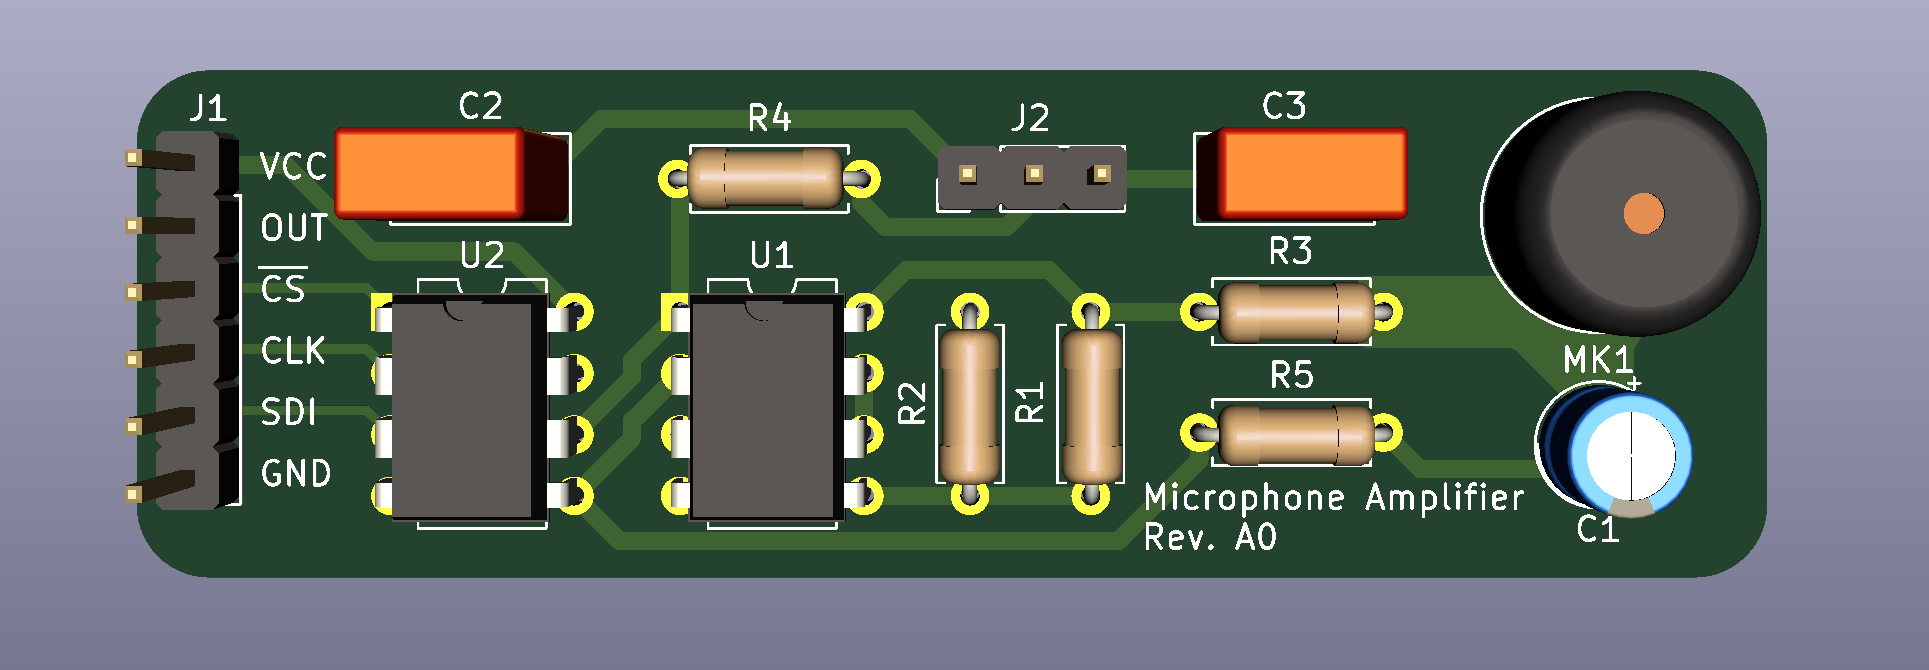 J1
C2
R4
J2
C3
VCC
OUT
CS
CLK
SDI
GND
U2
U1
R3
R2
R1
R5
MK1
+
C1
Microphone Amplifier
Rev. A0